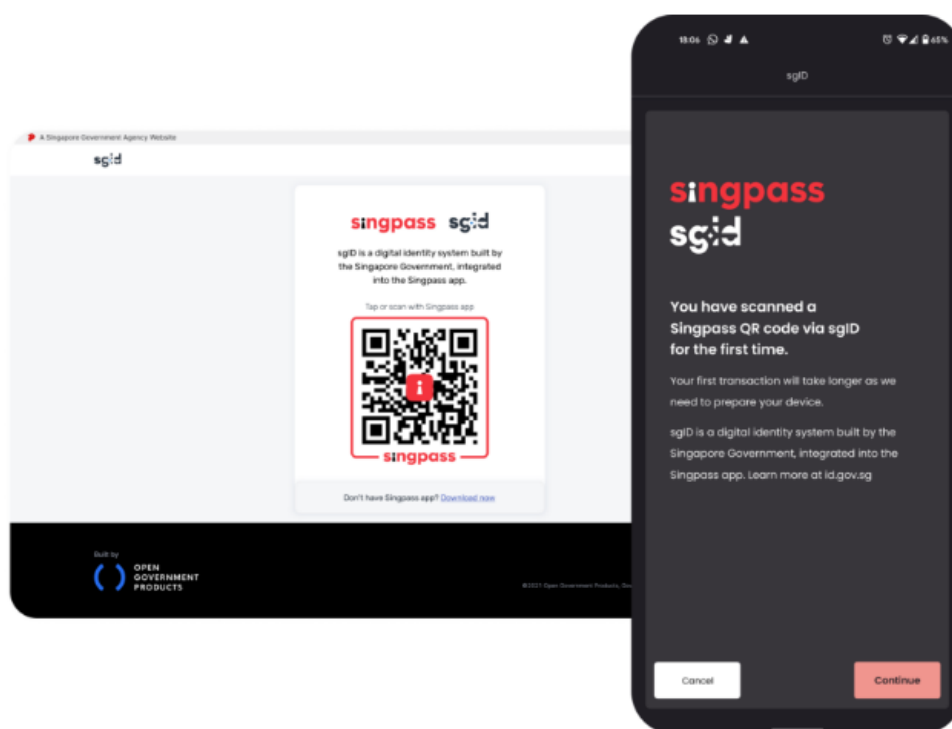 A Singapore Government Agency Website
sgid
singpass sgid
sgID is a digital identity system built by
the Singapore Government, integrated
into the Singpass app.
Tap or scan with Singpass app
singpass
Don't have Singpass app? Download now
Built by
OPEN
GOVERNMENT
PRODUCTS
©2021 Open Government Products,
18:06
65%
sgID
singpass
sgid
You have scanned a
Singpass QR code via sgID
for the first time.
Your first transaction will take longer as we
need to prepare your device.
sgID is a digital identity system built by the
Singapore Government, integrated into the
Singpass app. Learn more at id.gov.sg
Cancel
Continue